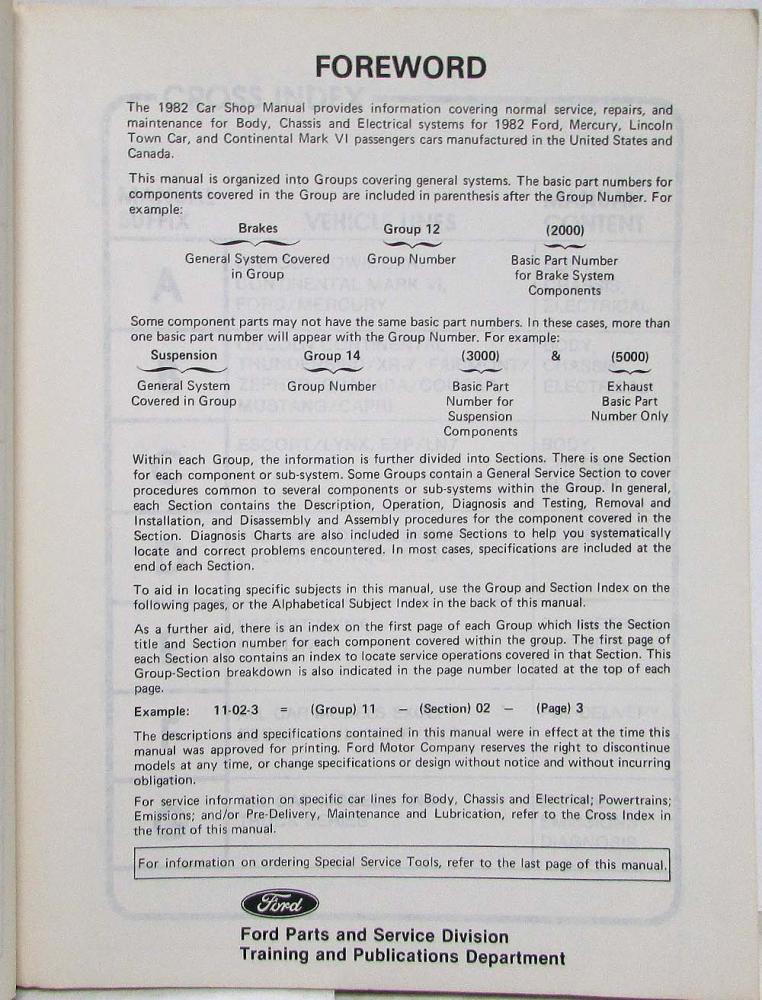 FOREWORD
The 1982 Car Shop Manual provides information covering normal service, repairs, and
maintenance for Body, Chassis and Electrical systems for 1982 Ford, Mercury, Lincoln
Town Car, and Continental Mark VI passengers cars manufactured in the United States and
Canada.
This manual is organized into Groups covering general systems. The basic part numbers for
components covered in the Group are included in parenthesis after the Group Number. For
example:
Brakes Group 12 (2000)
General System Covered Group Number Basic Part Number
in Group for Brake System
Components
Some component parts may not have the same basic part numbers. In these cases, more than
one basic part number will appear with the Group Number. For example:
Suspension Group 14 (3000) & (5000)
General System Group Number Basic Part Exhaust
Covered in Group Number for Basic Part
Suspension Number Only
Components
Within each Group, the information is further divided into Sections. There is one Section
for each component or sub-system. Some Groups contain a General Service Section to cover
procedures common to several components or sub-systems within the Group. In general,
each Section contains the Description, Operation, Diagnosis and Testing, Removal and
Installation, and Disassembly and Assembly procedures for the component covered in the
Section. Diagnosis Charts are also included in some Sections to help you systematically
locate and correct problems encountered. In most cases, specifications are included at the
end of each Section.
To aid in locating specific subjects in this manual, use the Group and Section Index on the
following pages, or the Alphabetical Subject Index in the back of this manual.
As a further aid, there is an index on the first page of each Group which lists the Section
title and Section number for each component covered within the group. The first page of
each Section also contains an index to locate service operations covered in that Section. This
Group-Section breakdown is also indicated in the page number located at the top of each
page.
Example: 11-02-3 = (Group) 11 — (Section) 02 — (Page) 3
The descriptions and specifications contained in this manual were in effect at the time this
manual was approved for printing. Ford Motor Company reserves the right to discontinue
models at any time, or change specifications or design without notice and without incurring
obligation.
For service information on specific car lines for Body, Chassis and Electrical; Powertrains;
Emissions; and/or Pre-Delivery, Maintenance and Lubrication, refer to the Cross Index in
the front of this manual.
For information on ordering Special Service Tools, refer to the last page of this manual.
Ford
Ford Parts and Service Division
Training and Publications Department